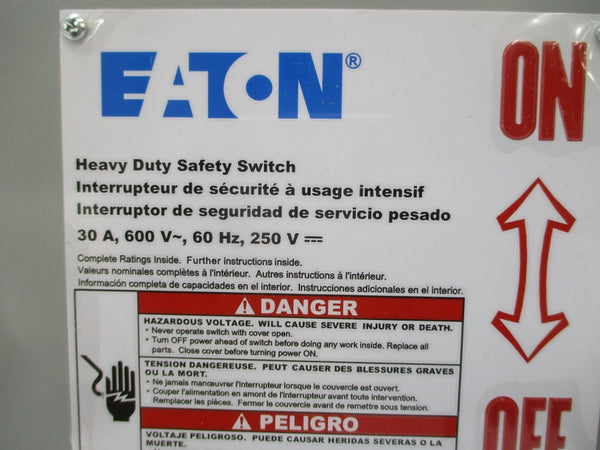 EATON®
ON
Heavy Duty Safety Switch
Interrupteur de sécurité à usage intensif
Interruptor de seguridad de servicio pesado
30 A, 600 V~, 60 Hz, 250 V ⎓
Complete Ratings Inside. Further instructions inside.
Valeurs nominales complètes à l'intérieur. Autres instructions à l'intérieur.
Información completa de capacidades en el interior. Instrucciones adicionales en el interior.
DANGER
HAZARDOUS VOLTAGE. WILL CAUSE SEVERE INJURY OR DEATH.
• Never operate switch with cover open.
• Turn OFF power ahead of switch before doing any work inside. Replace all
parts. Close cover before turning power ON.
TENSION DANGEREUSE. PEUT CAUSER DES BLESSURES GRAVES
OU LA MORT.
• Ne jamais manœuvrer l'interrupteur lorsque le couvercle est ouvert.
• Couper l'alimentation en amont de l'interrupteur avant toute intervention.
Remplacer les pièces. Fermer le couvercle avant de remettre sous tension.
OFF
PELIGRO
VOLTAJE PELIGROSO. PUEDE CAUSAR HERIDAS SEVERAS O LA
MUERTE.